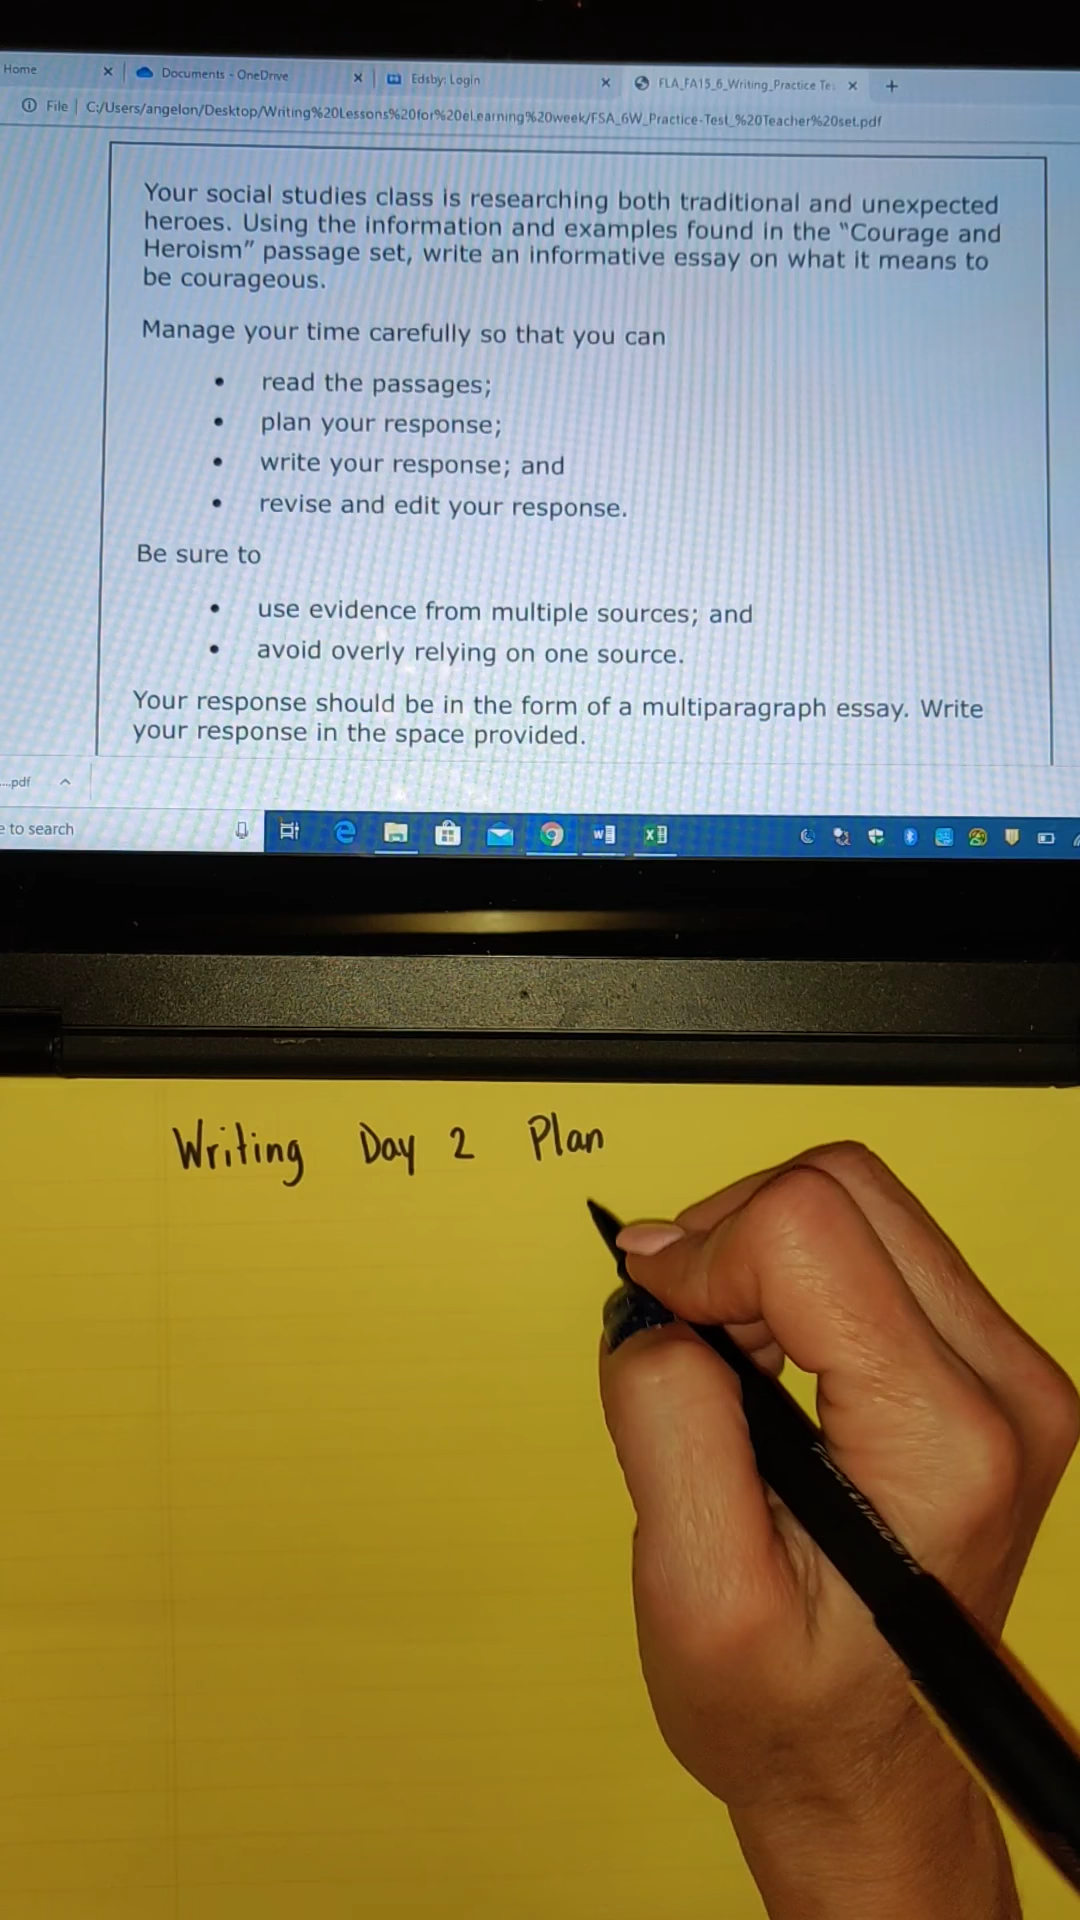 Home
Documents - OneDrive
Edsby: Login
FLA_FA15_6_Writing_Practice Te
File | C:/Users/angelon/Desktop/Writing%20Lessons%20for%20eLearning%20week/FSA_6W_Practice-Test_%20Teacher%20set.pdf
Your social studies class is researching both traditional and unexpected
heroes. Using the information and examples found in the "Courage and
Heroism" passage set, write an informative essay on what it means to
be courageous.
Manage your time carefully so that you can
• read the passages;
• plan your response;
• write your response; and
• revise and edit your response.
Be sure to
• use evidence from multiple sources; and
• avoid overly relying on one source.
Your response should be in the form of a multiparagraph essay. Write
your response in the space provided.
....pdf
e to search
Writing Day 2 Plan